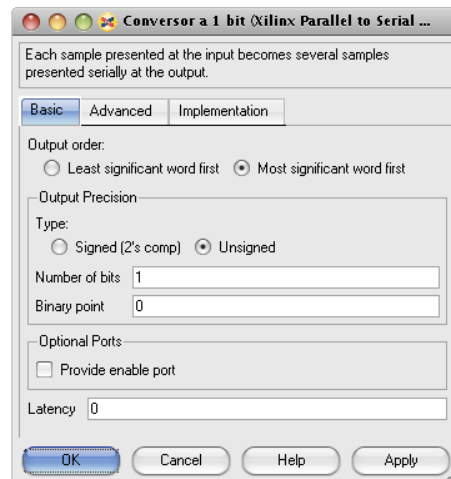 Conversor a 1 bit (Xilinx Parallel to Serial ...
Each sample presented at the input becomes several samples
presented serially at the output.
Basic Advanced Implementation
Output order:
Least significant word first Most significant word first
Output Precision
Type:
Signed (2's comp) Unsigned
Number of bits 1
Binary point 0
Optional Ports
Provide enable port
Latency 0
OK Cancel Help Apply